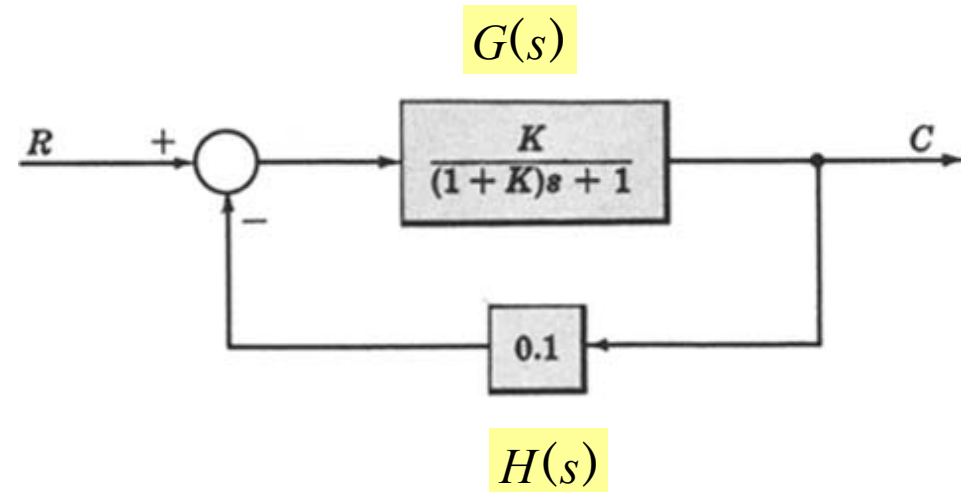 G(s)
R + C
K
(1 + K)s + 1
−
0.1
H(s)